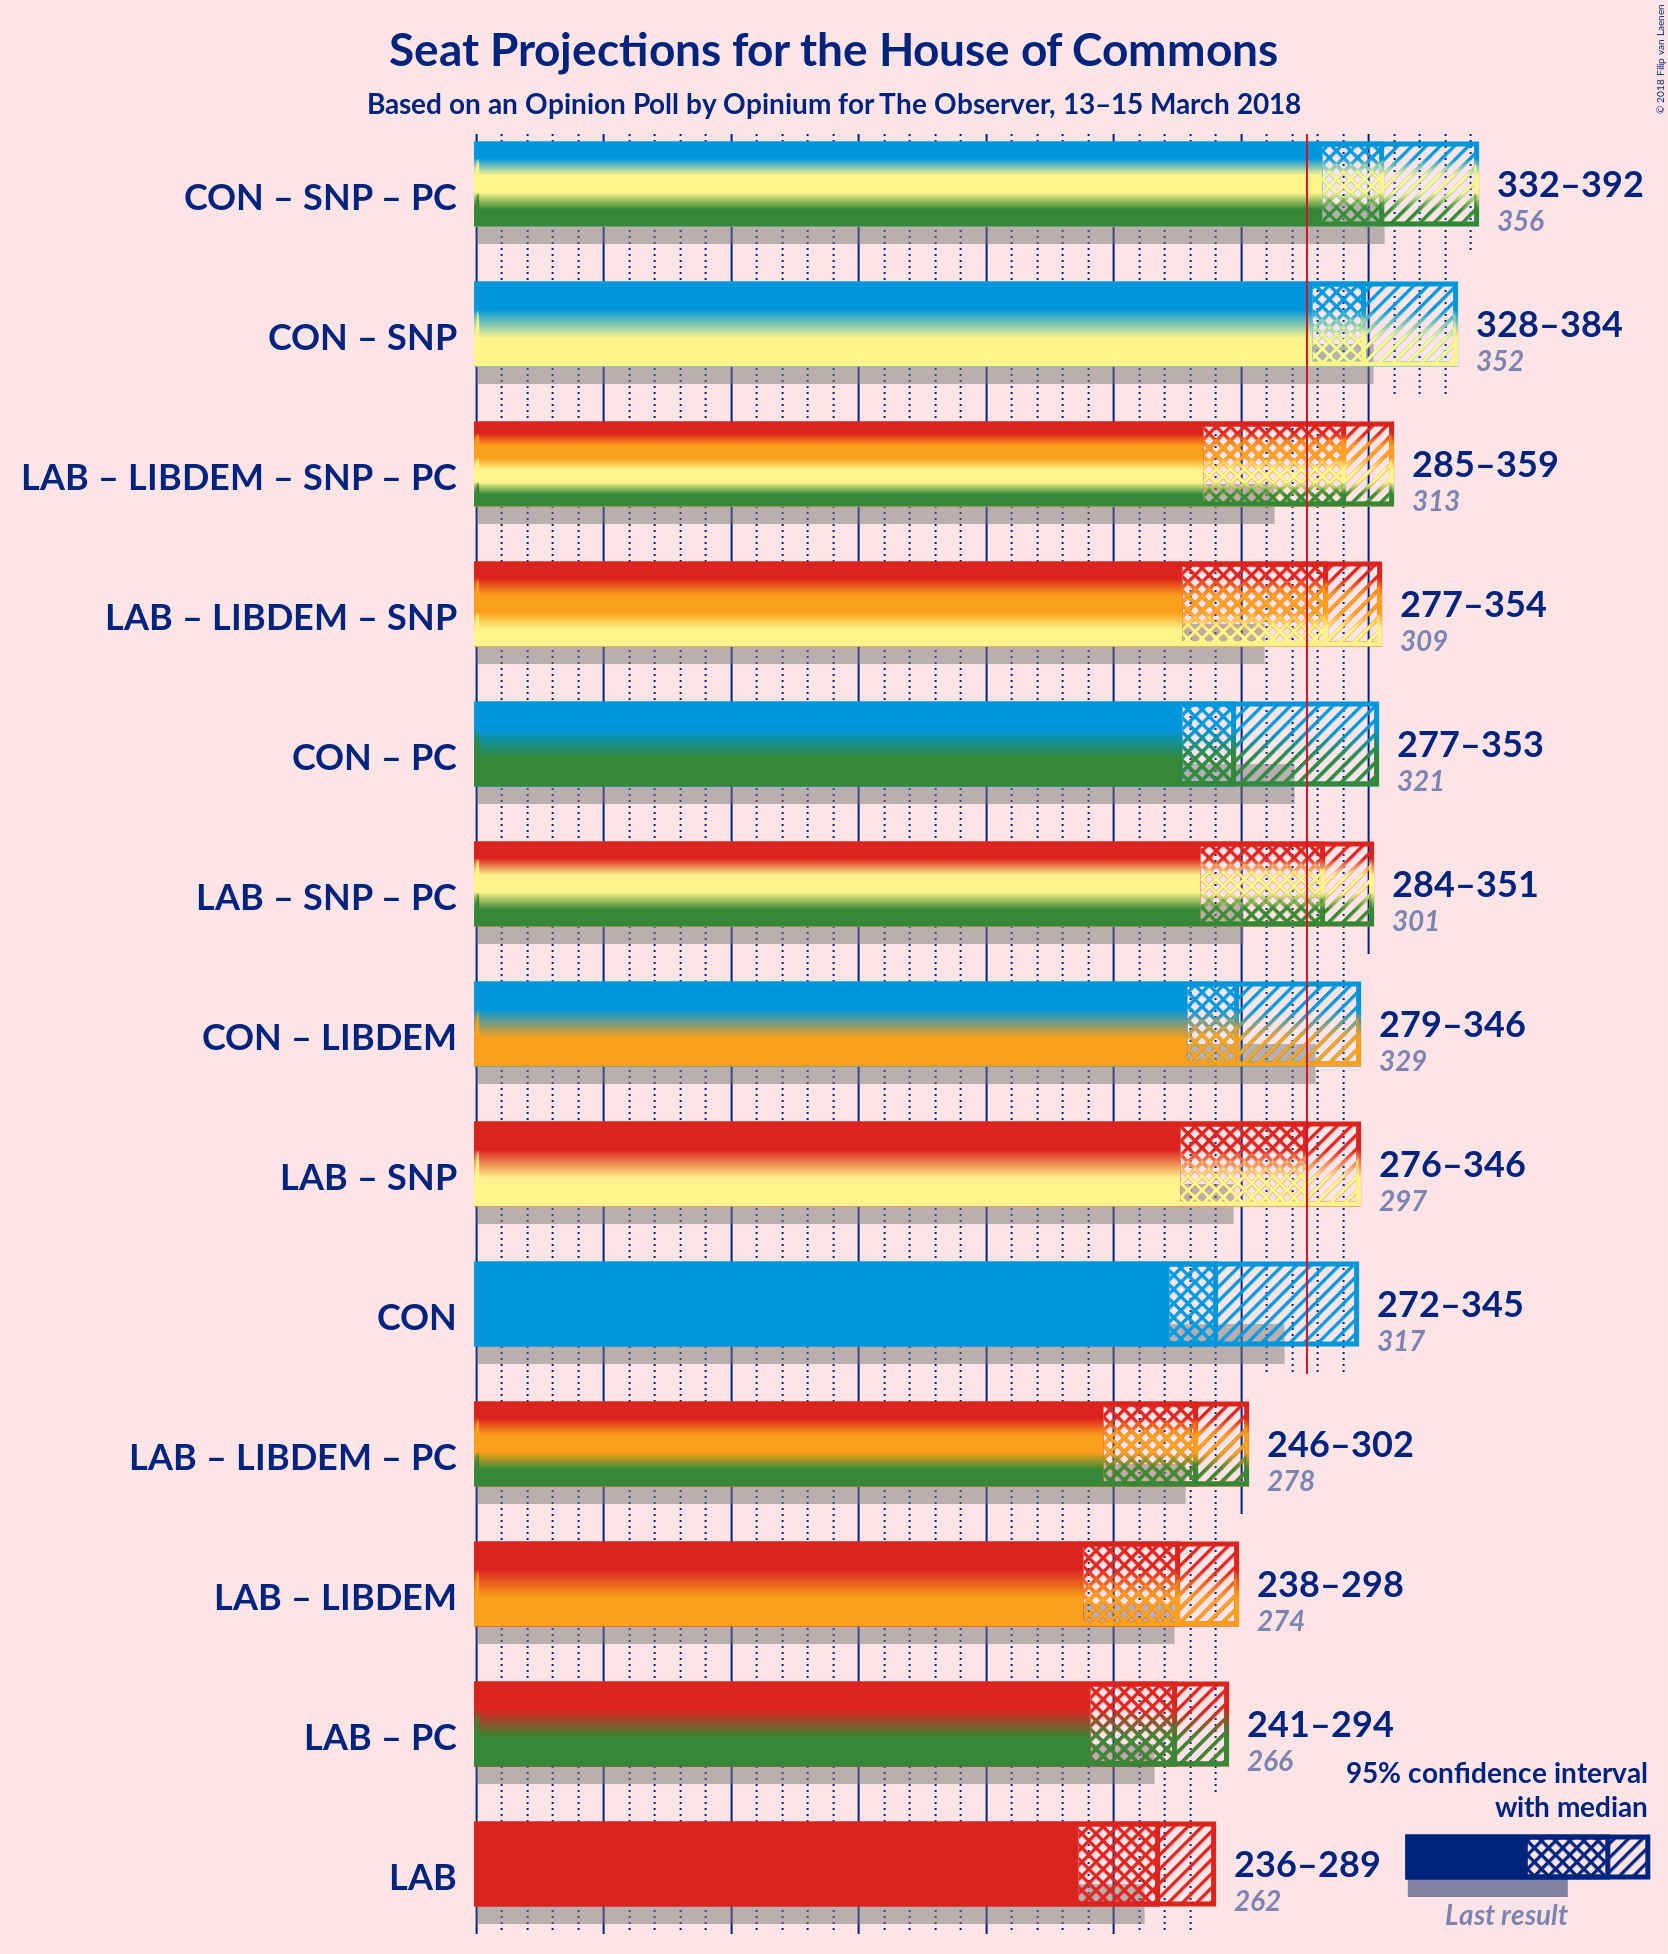 Seat Projections for the House of Commons
Based on an Opinion Poll by Opinium for The Observer, 13–15 March 2018
© 2018 Filip van Laenen
CON – SNP – PC
332–392
356
CON – SNP
328–384
352
LAB – LIBDEM – SNP – PC
285–359
313
LAB – LIBDEM – SNP
277–354
309
CON – PC
277–353
321
LAB – SNP – PC
284–351
301
CON – LIBDEM
279–346
329
LAB – SNP
276–346
297
CON
272–345
317
LAB – LIBDEM – PC
246–302
278
LAB – LIBDEM
238–298
274
LAB – PC
241–294
266
LAB
236–289
262
95% confidence interval
with median
Last result